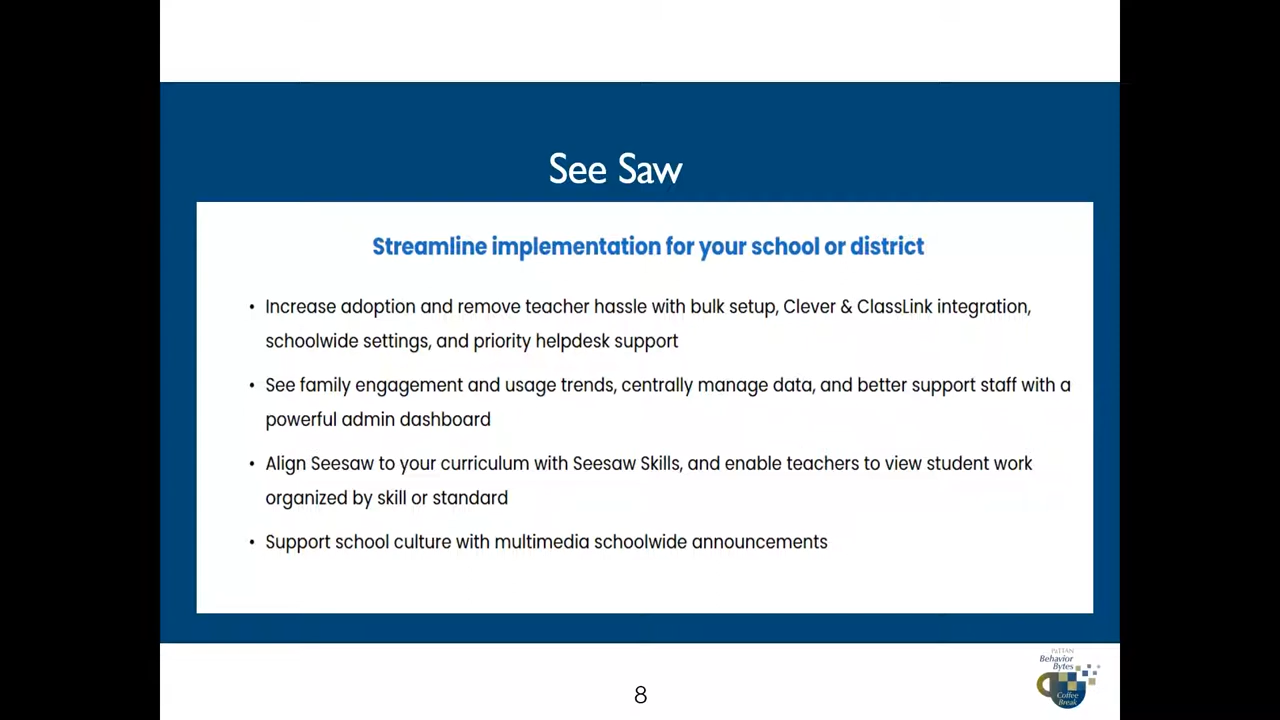 See Saw
Streamline implementation for your school or district
• Increase adoption and remove teacher hassle with bulk setup, Clever & ClassLink integration,
schoolwide settings, and priority helpdesk support
• See family engagement and usage trends, centrally manage data, and better support staff with a
powerful admin dashboard
• Align Seesaw to your curriculum with Seesaw Skills, and enable teachers to view student work
organized by skill or standard
• Support school culture with multimedia schoolwide announcements
PaTTAN
Behavior
Bytes
Coffee
Break
8